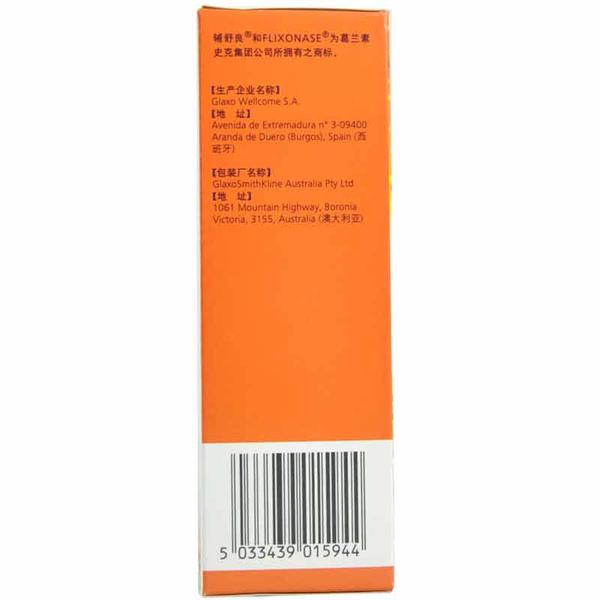 辅舒良®和FLIXONASE®为葛兰素
史克集团公司所拥有之商标。
【生产企业名称】
Glaxo Wellcome S.A.
【地 址】
Avenida de Extremadura n° 3-09400
Aranda de Duero (Burgos), Spain (西
班牙)
【包装厂名称】
GlaxoSmithKline Australia Pty Ltd
【地 址】
1061 Mountain Highway, Boronia
Victoria, 3155, Australia (澳大利亚)
5 033439 015944